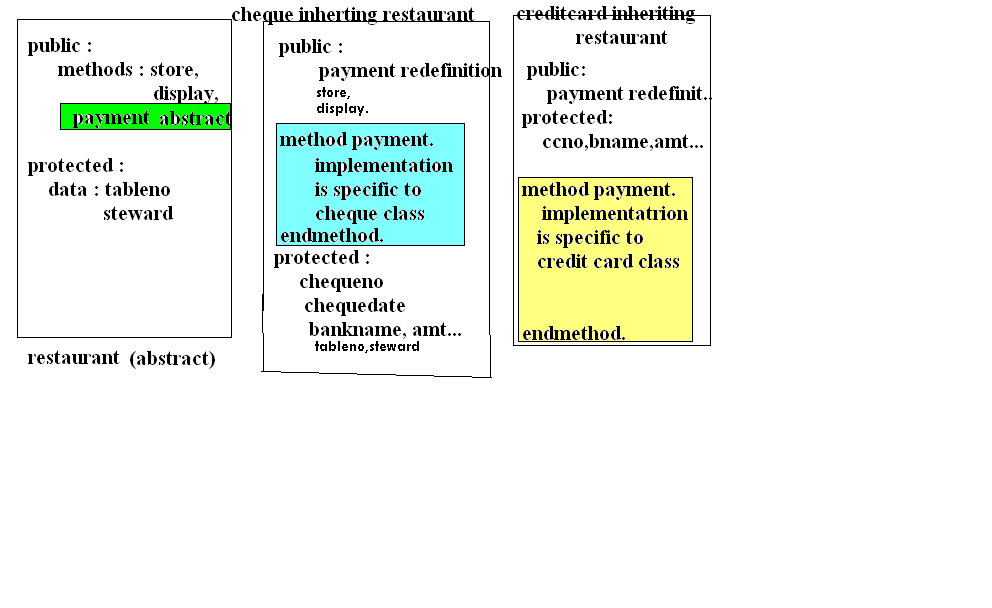 public :
methods : store,
display,
payment abstract
protected :
data : tableno
steward
restaurant (abstract)
cheque inherting restaurant
public :
payment redefinition
store,
display.
method payment.
implementation
is specific to
cheque class
endmethod.
protected :
chequeno
chequedate
bankname, amt...
tableno,steward
creditcard inheriting
restaurant
public:
payment redefinit..
protected:
ccno,bname,amt...
method payment.
implementatrion
is specific to
credit card class
endmethod.